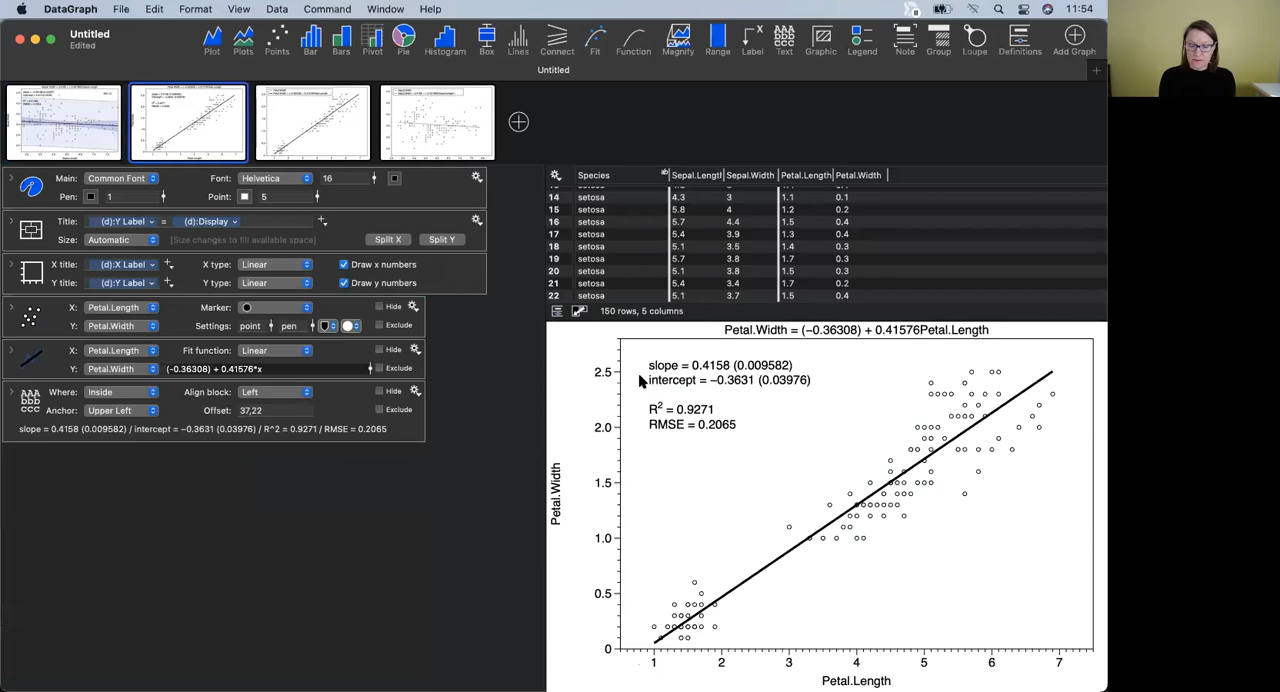 DataGraph File Edit Format View Data Command Window Help 11:54
Untitled
Edited
Plot Plots Points Bar Bars Pivot Pie Histogram Box Lines Connect Fit Function Magnify Range Label Text Graphic Legend Note Group Loupe Definitions Add Graph
Untitled
Main: Common Font Font: Helvetica 16
Pen: 1 Point: 5
Title: (d):Y Label = (d):Display
Size: Automatic [Size changes to fill available space] Split X Split Y
X title: (d):X Label X type: Linear Draw x numbers
Y title: (d):Y Label Y type: Linear Draw y numbers
X: Petal.Length Marker: Hide
Y: Petal.Width Settings: point pen Exclude
X: Petal.Length Fit function: Linear Hide
Y: Petal.Width (-0.36308) + 0.41576*x Exclude
Where: Inside Align block: Left Hide
Anchor: Upper Left Offset: 37,22 Exclude
slope = 0.4158 (0.009582) / intercept = −0.3631 (0.03976) / R^2 = 0.9271 / RMSE = 0.2065
Species Sepal.Lengtl Sepal.Width Petal.Lengtl Petal.Width
14 setosa 4.3 3 1.1 0.1
15 setosa 5.8 4 1.2 0.2
16 setosa 5.7 4.4 1.5 0.4
17 setosa 5.4 3.9 1.3 0.4
18 setosa 5.1 3.5 1.4 0.3
19 setosa 5.7 3.8 1.7 0.3
20 setosa 5.1 3.8 1.5 0.3
21 setosa 5.4 3.4 1.7 0.2
22 setosa 5.1 3.7 1.5 0.4
150 rows, 5 columns
Petal.Width = (−0.36308) + 0.41576Petal.Length
slope = 0.4158 (0.009582)
intercept = −0.3631 (0.03976)
R² = 0.9271
RMSE = 0.2065
2.5
2.0
1.5
1.0
0.5
0
Petal.Width
1 2 3 4 5 6 7
Petal.Length